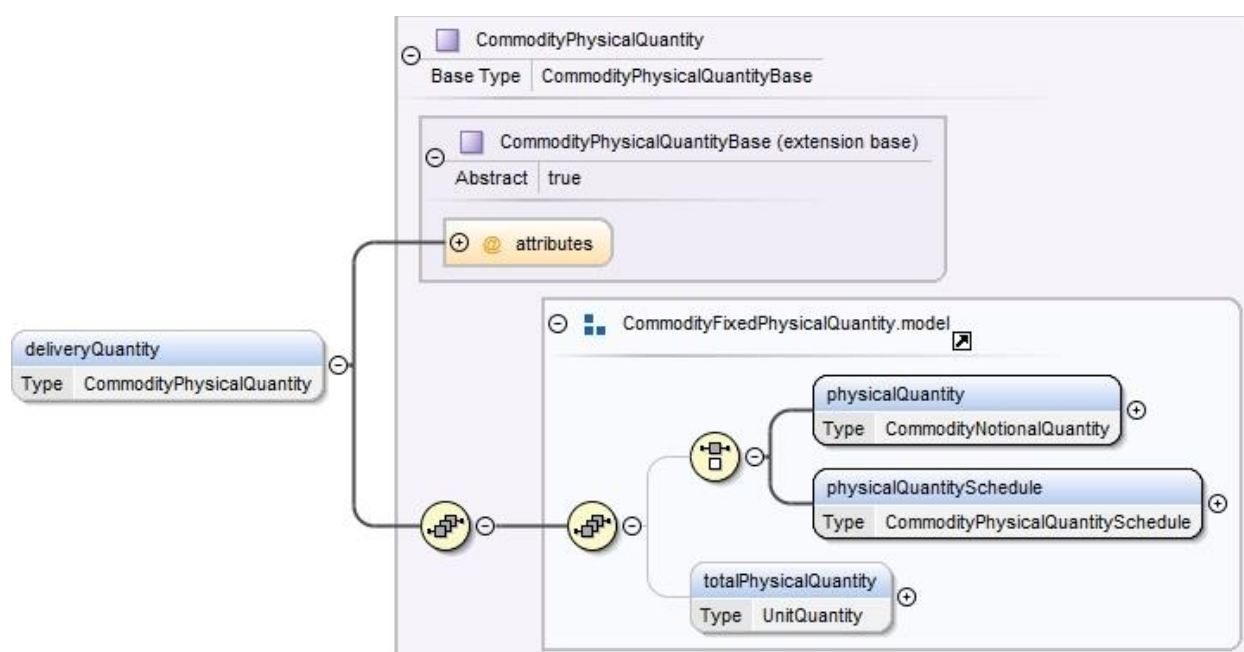 CommodityPhysicalQuantity
Base Type CommodityPhysicalQuantityBase
CommodityPhysicalQuantityBase (extension base)
Abstract true
@ attributes
CommodityFixedPhysicalQuantity.model
deliveryQuantity
Type CommodityPhysicalQuantity
physicalQuantity
Type CommodityNotionalQuantity
physicalQuantitySchedule
Type CommodityPhysicalQuantitySchedule
totalPhysicalQuantity
Type UnitQuantity